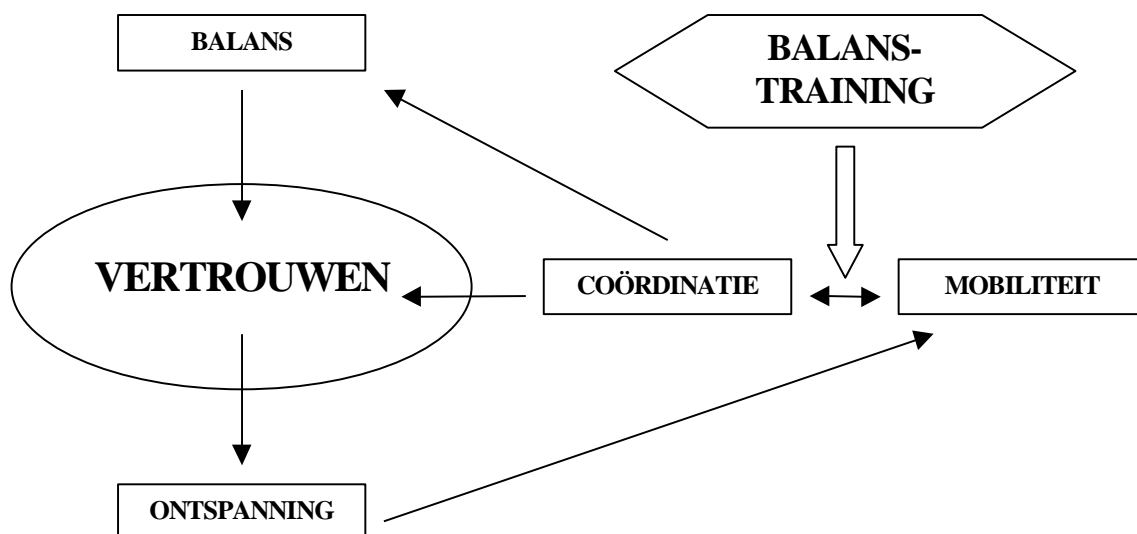 BALANS
BALANS-
TRAINING
VERTROUWEN
COÖRDINATIE
MOBILITEIT
ONTSPANNING